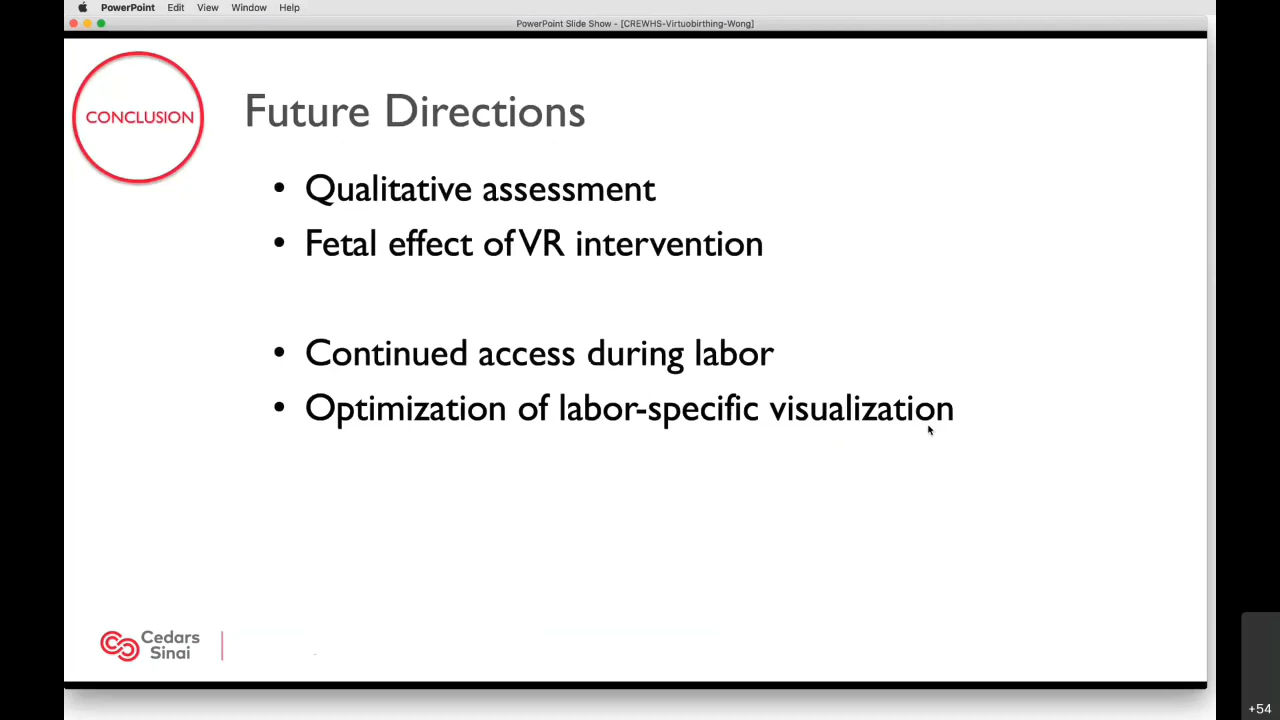 PowerPoint Edit View Window Help
PowerPoint Slide Show - [CREWHS-Virtuobirthing-Wong]
CONCLUSION
Future Directions
• Qualitative assessment
• Fetal effect of VR intervention
• Continued access during labor
• Optimization of labor-specific visualization
Cedars
Sinai
+54